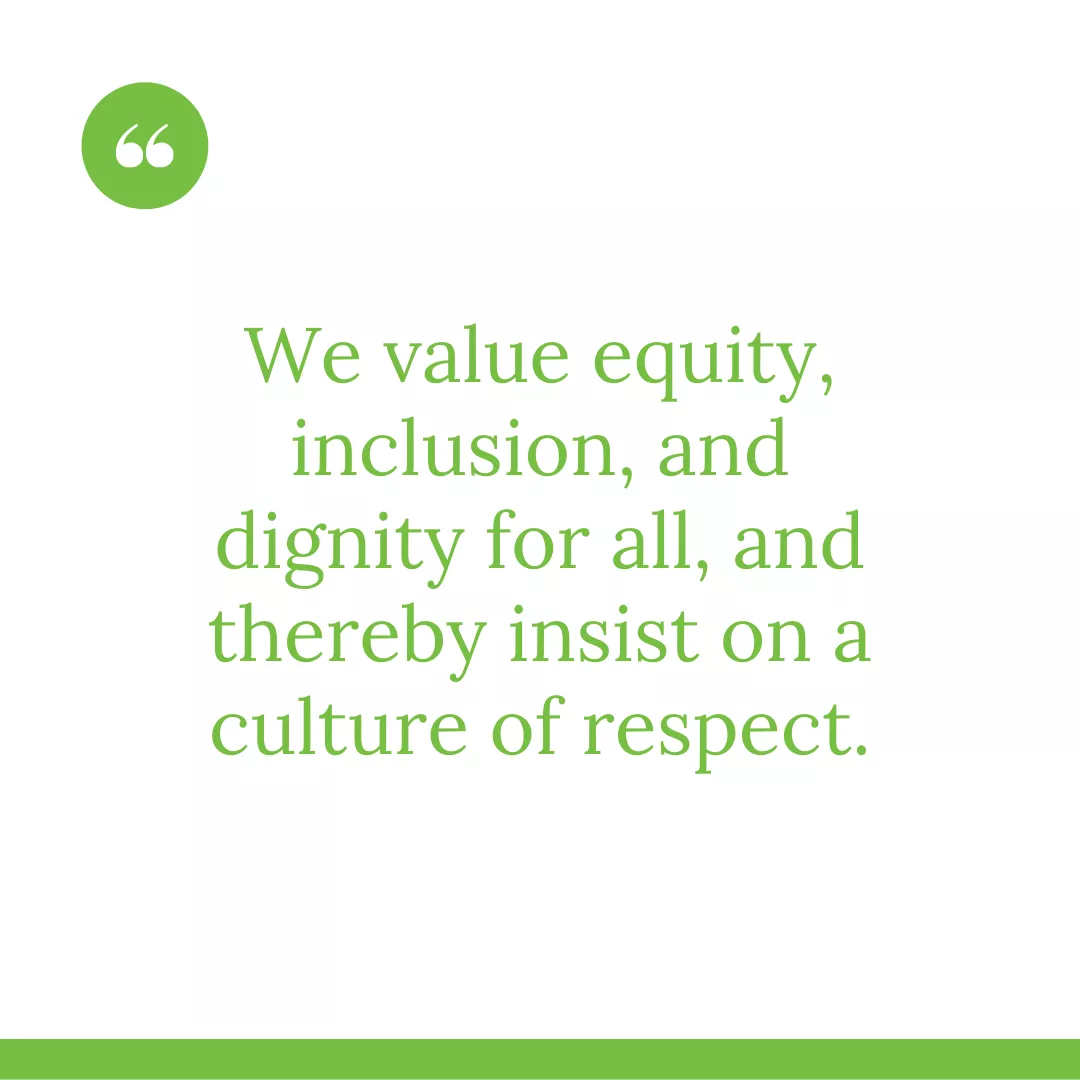 “
We value equity,
inclusion, and
dignity for all, and
thereby insist on a
culture of respect.